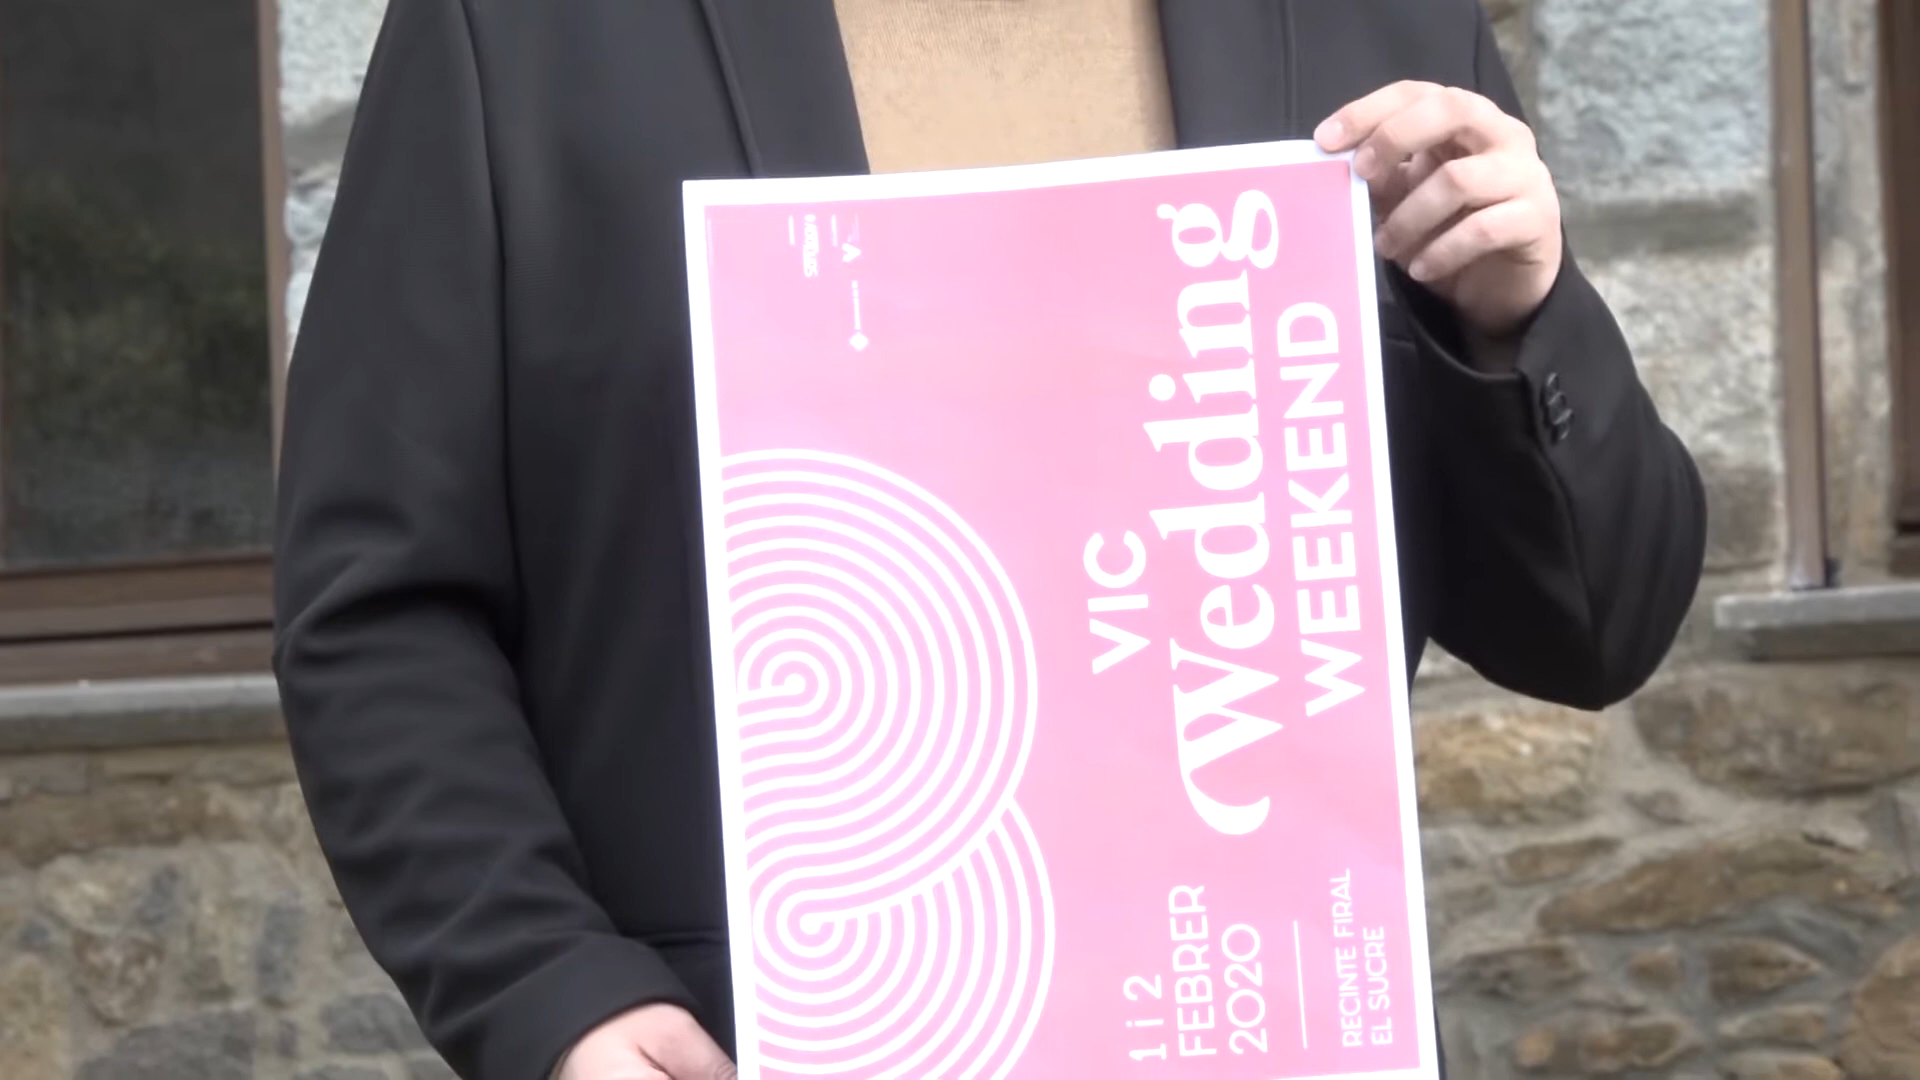 VIC
Wedding
WEEKEND
1 i 2
FEBRER
2020
RECINTE FIRAL
EL SUCRE